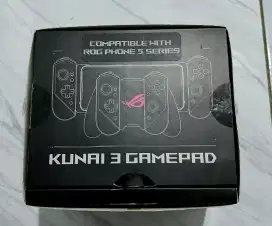 COMPATIBLE WITH
ROG PHONE 5 SERIES
KUNAI 3 GAMEPAD